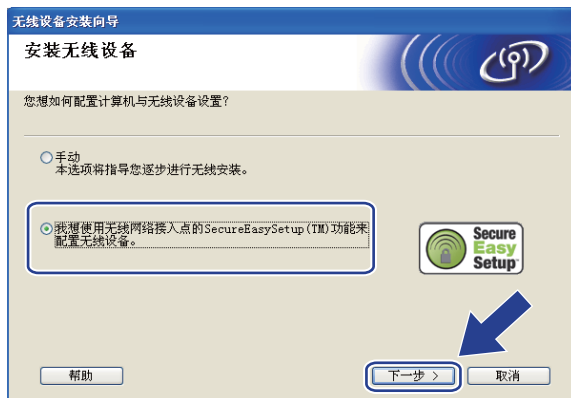 无线设备安装向导
安装无线设备
您想如何配置计算机与无线设备设置?
手动
本选项将指导您逐步进行无线安装。
我想使用无线网络接入点的SecureEasySetup(TM)功能来
配置无线设备。
Secure
Easy
Setup
帮助
下一步 >
取消